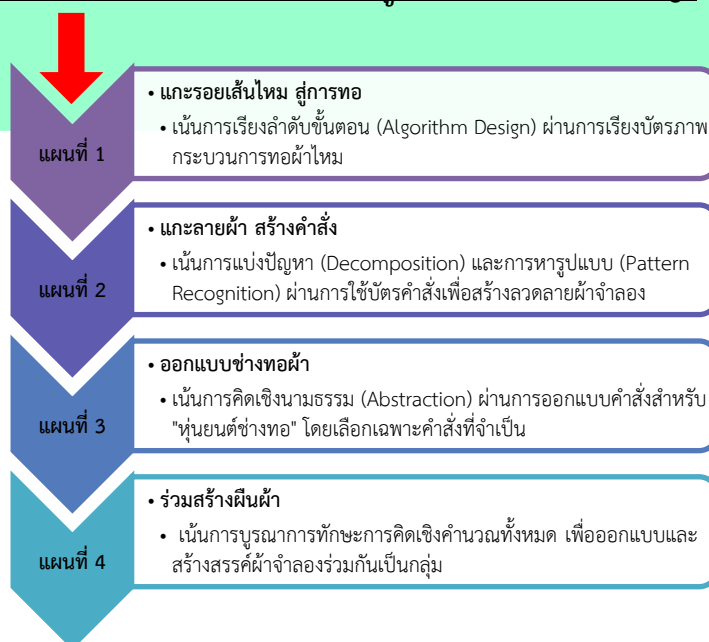 • แกะรอยเส้นไหม สู่การทอ
• เน้นการเรียงลำดับขั้นตอน (Algorithm Design) ผ่านการเรียงบัตรภาพ
กระบวนการทอผ้าไหม
แผนที่ 1
• แกะลายผ้า สร้างคำสั่ง
• เน้นการแบ่งปัญหา (Decomposition) และการหารูปแบบ (Pattern
Recognition) ผ่านการใช้บัตรคำสั่งเพื่อสร้างลวดลายผ้าจำลอง
แผนที่ 2
• ออกแบบช่างทอผ้า
• เน้นการคิดเชิงนามธรรม (Abstraction) ผ่านการออกแบบคำสั่งสำหรับ
"หุ่นยนต์ช่างทอ" โดยเลือกเฉพาะคำสั่งที่จำเป็น
แผนที่ 3
• ร่วมสร้างผืนผ้า
• เน้นการบูรณาการทักษะการคิดเชิงคำนวณทั้งหมด เพื่อออกแบบและ
สร้างสรรค์ผ้าจำลองร่วมกันเป็นกลุ่ม
แผนที่ 4